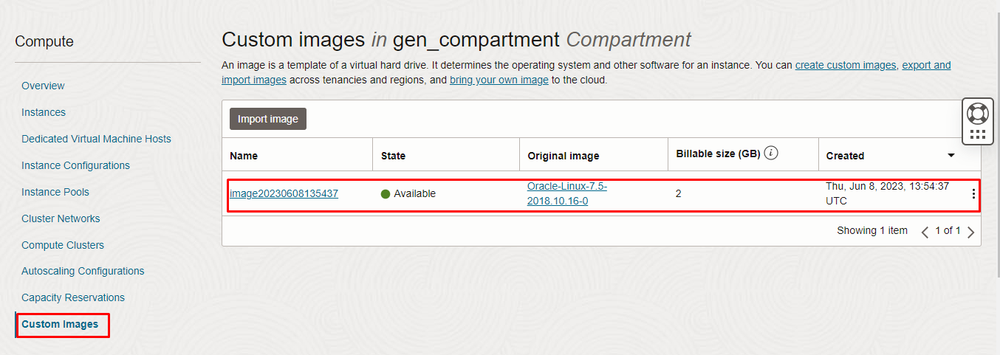 Compute
Overview
Instances
Dedicated Virtual Machine Hosts
Instance Configurations
Instance Pools
Cluster Networks
Compute Clusters
Autoscaling Configurations
Capacity Reservations
Custom Images
Custom images in gen_compartment Compartment
An image is a template of a virtual hard drive. It determines the operating system and other software for an instance. You can create custom images, export and
import images across tenancies and regions, and bring your own image to the cloud.
Import image
Name State Original image Billable size (GB) i Created
image20230608135437 Available Oracle-Linux-7.5- 2 Thu, Jun 8, 2023, 13:54:37
2018.10.16-0 UTC
Showing 1 item 1 of 1